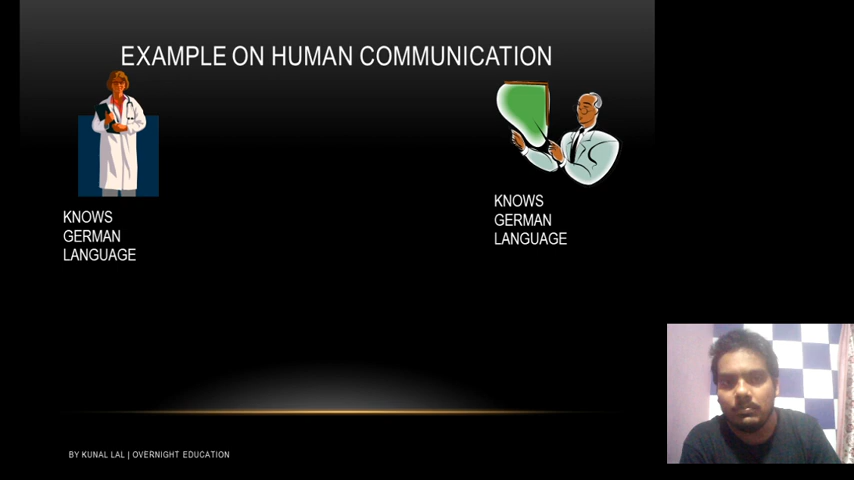 EXAMPLE ON HUMAN COMMUNICATION
KNOWS
GERMAN
LANGUAGE
KNOWS
GERMAN
LANGUAGE
BY KUNAL LAL | OVERNIGHT EDUCATION